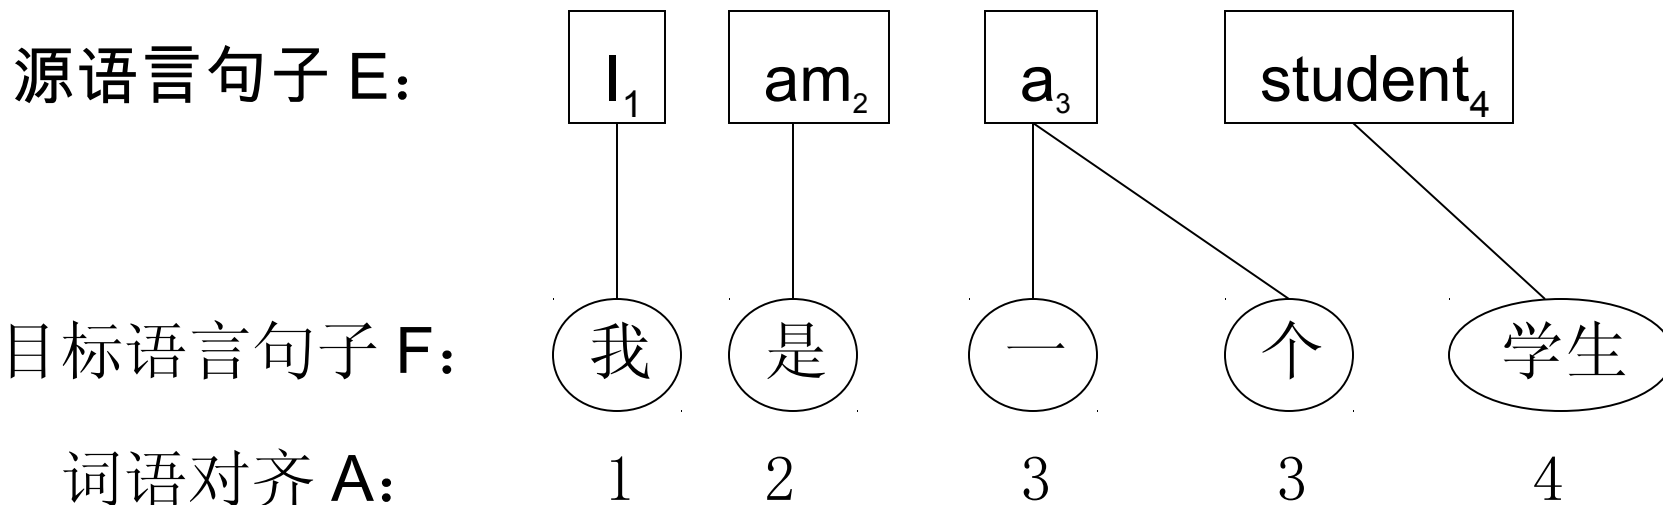 源语言句子 E： I1 am2 a3 student4
目标语言句子 F： 我 是 一 个 学生
词语对齐 A： 1 2 3 3 4